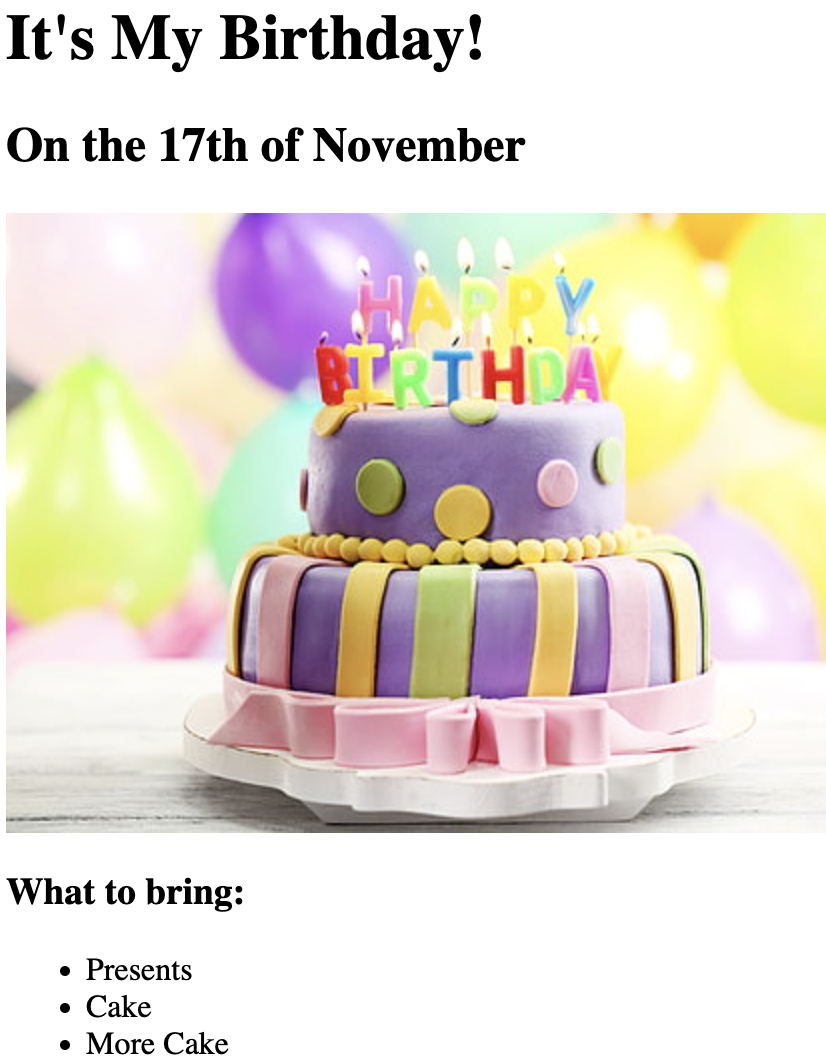 It's My Birthday!
On the 17th of November
HAPPY
BIRTHDAY
What to bring:
Presents
Cake
More Cake